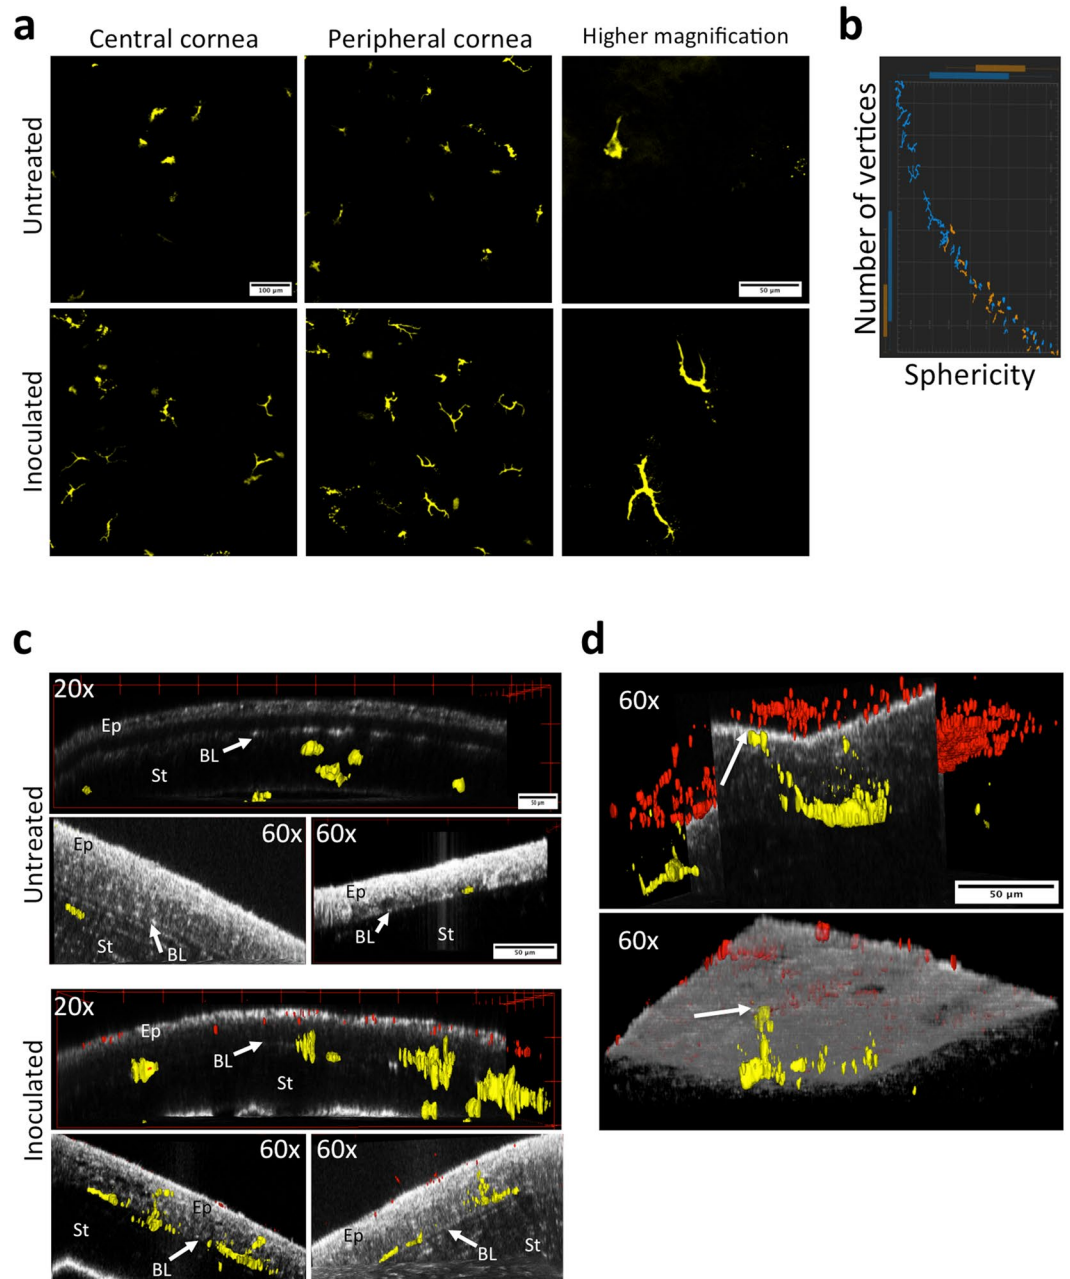 a
Central cornea
Peripheral cornea
Higher magnification
Untreated
100 µm
50 µm
Inoculated
b
Number of vertices
Sphericity
c
Untreated
20x
Ep
BL
St
50 µm
60x
Ep
St
BL
60x
Ep
BL
St
50 µm
Inoculated
20x
Ep
BL
St
60x
Ep
St
BL
60x
Ep
BL
St
d
60x
50 µm
60x